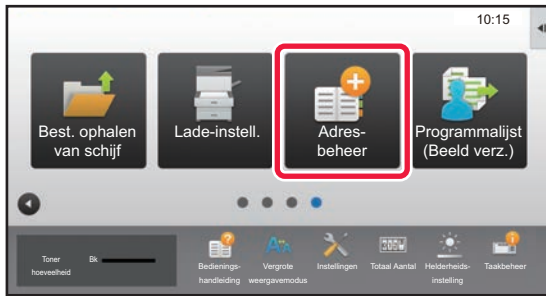 10:15
Best. ophalen
van schijf
Lade-instell.
Adres-
beheer
Programmalijst
(Beeld verz.)
Toner
hoeveelheid
Bk
Bedienings-
handleiding
Vergrote
weergavemodus
Instellingen
Totaal Aantal
Helderheids-
instelling
Taakbeheer